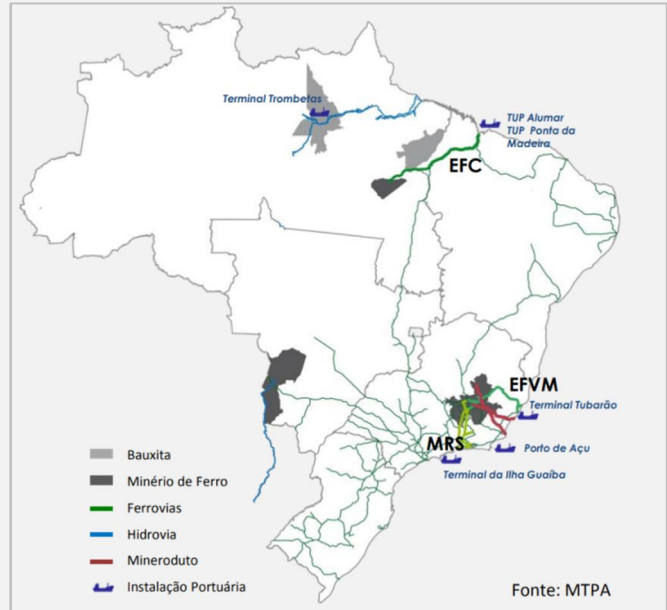 Terminal Trombetas
TUP Alumar
TUP Ponta da
Madeira
EFC
EFVM
Terminal Tubarão
MRS
Porto de Açu
Terminal da Ilha Guaíba
Bauxita
Minério de Ferro
Ferrovias
Hidrovia
Mineroduto
Instalação Portuária
Fonte: MTPA